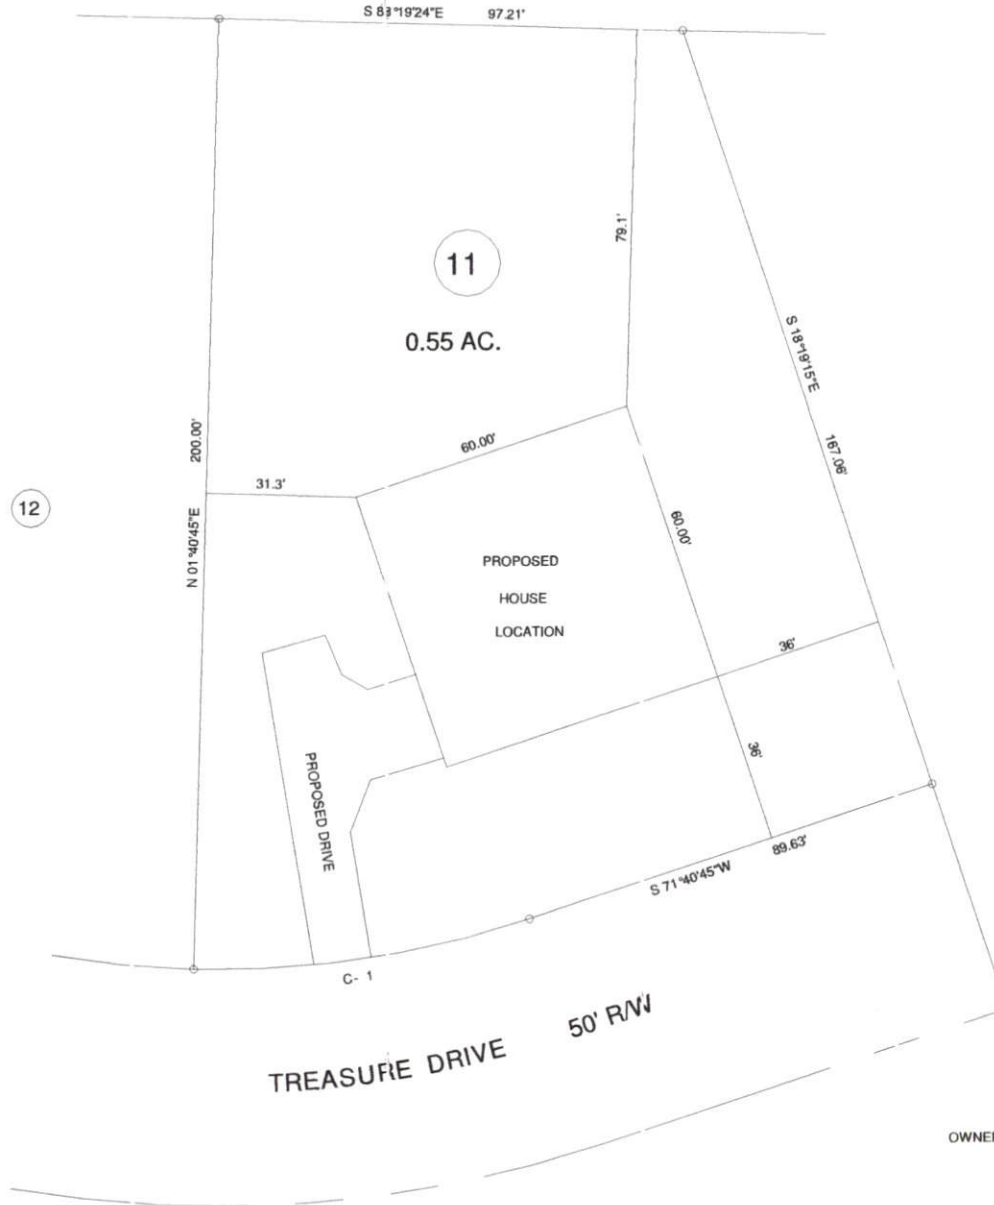 S 88°19'24"E 97.21'
79.1'
11
0.55 AC.
S 18°19'15"E 167.06'
N 01°40'45"E 200.00'
60.00'
31.3'
12
60.00'
PROPOSED
HOUSE
LOCATION
36'
36'
PROPOSED DRIVE
S 71°40'45"W 89.63'
C- 1
TREASURE DRIVE 50' R/W
OWNE